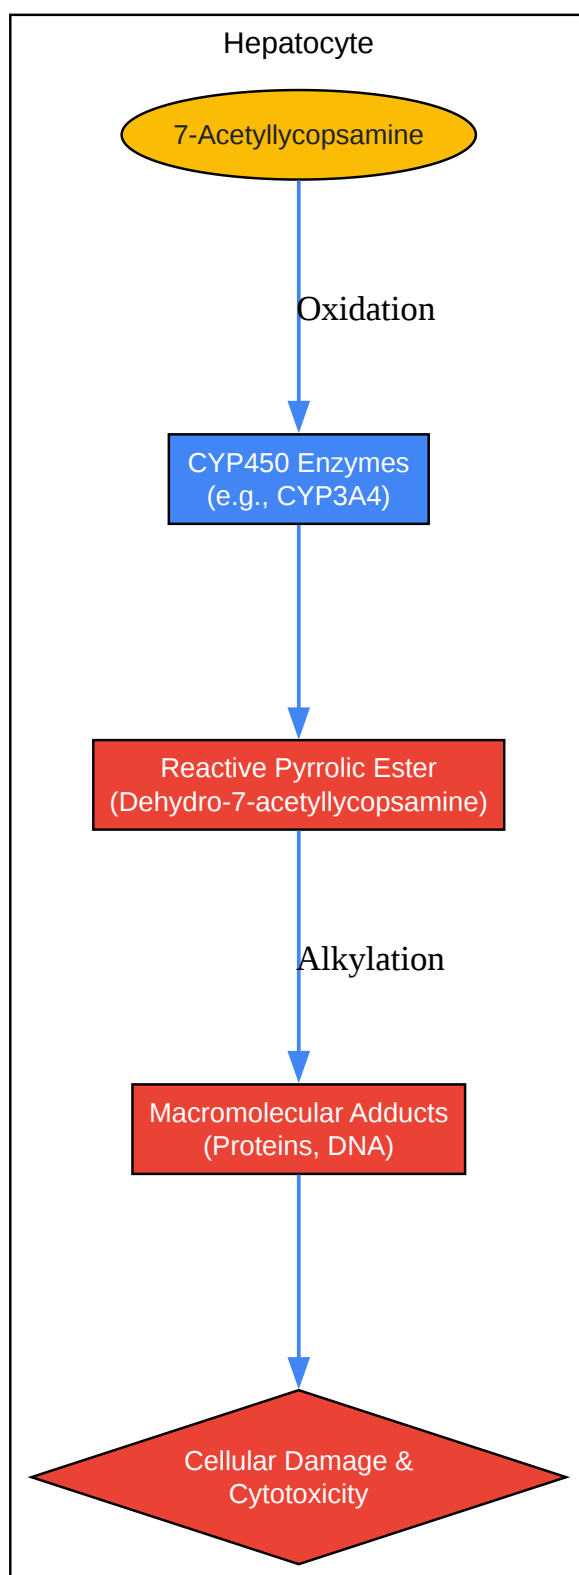 Hepatocyte
7-Acetyllycopsamine
Oxidation
CYP450 Enzymes
(e.g., CYP3A4)
Reactive Pyrrolic Ester
(Dehydro-7-acetyllycopsamine)
Alkylation
Macromolecular Adducts
(Proteins, DNA)
Cellular Damage &
Cytotoxicity